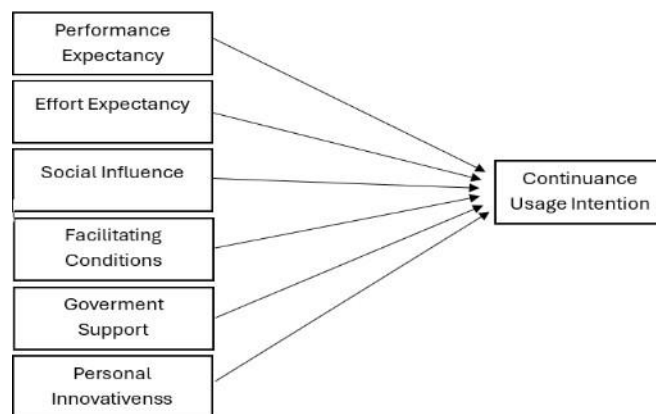 Performance
Expectancy
Effort Expectancy
Social Influence
Facilitating
Conditions
Goverment
Support
Personal
Innovativenss
Continuance
Usage Intention